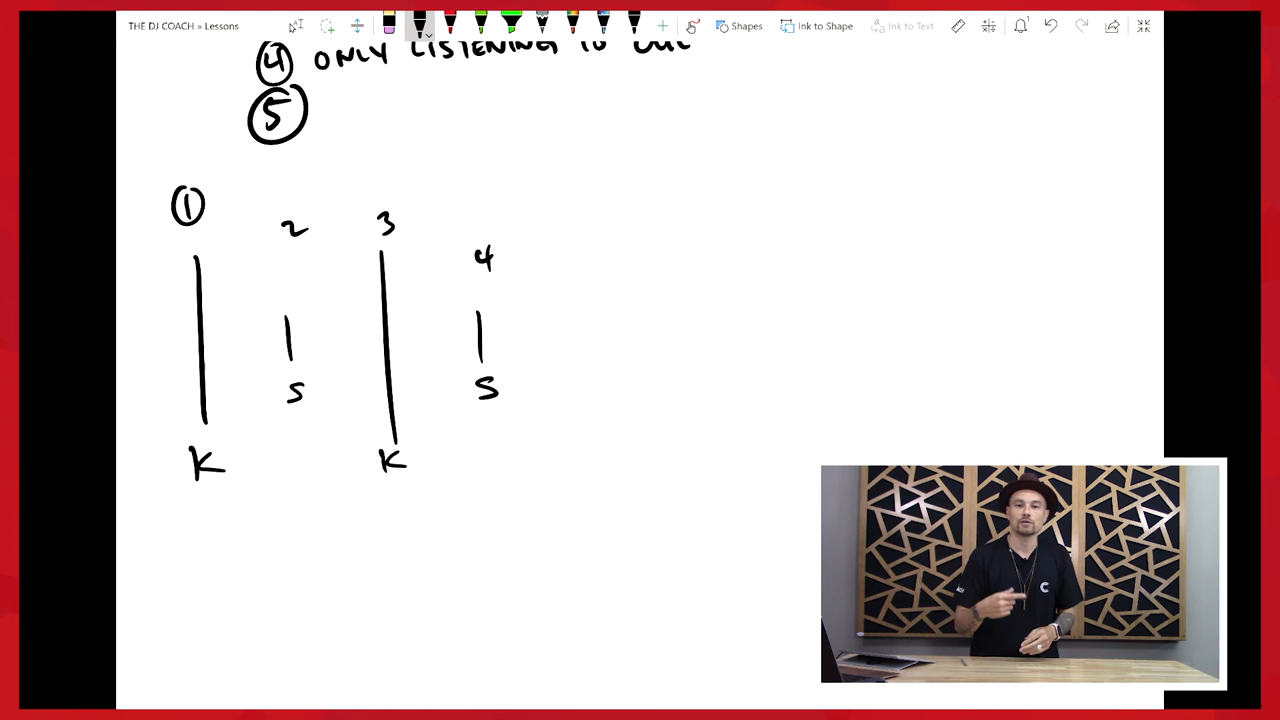 THE DJ COACH » Lessons
Shapes
Ink to Shape
Ink to Text
④ ONLY LISTENING TO CUE
⑤
① 2 3 4
S S
K K
C